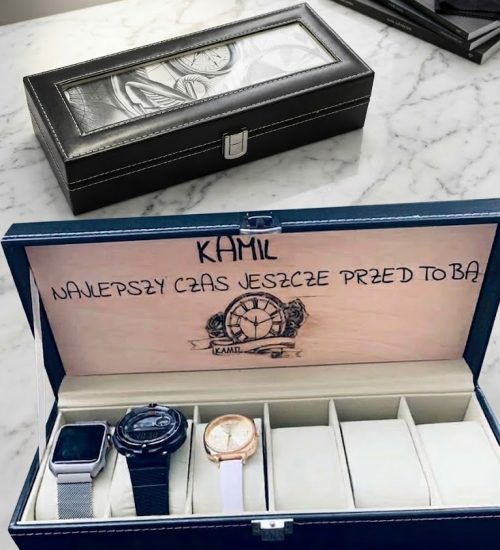 KAMIL
NAJLEPSZY CZAS JESZCZE PRZED TOBĄ
KAMIL